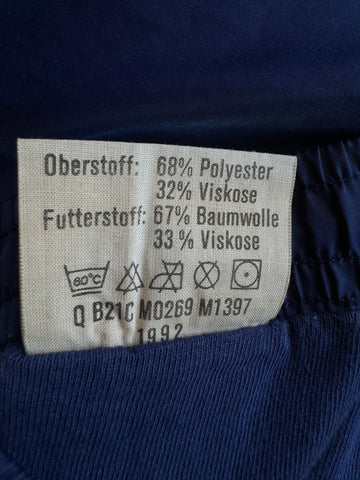 Oberstoff: 68% Polyester
32% Viskose
Futterstoff: 67% Baumwolle
33 % Viskose
60°C
Q B21C M0269 M1397
1992